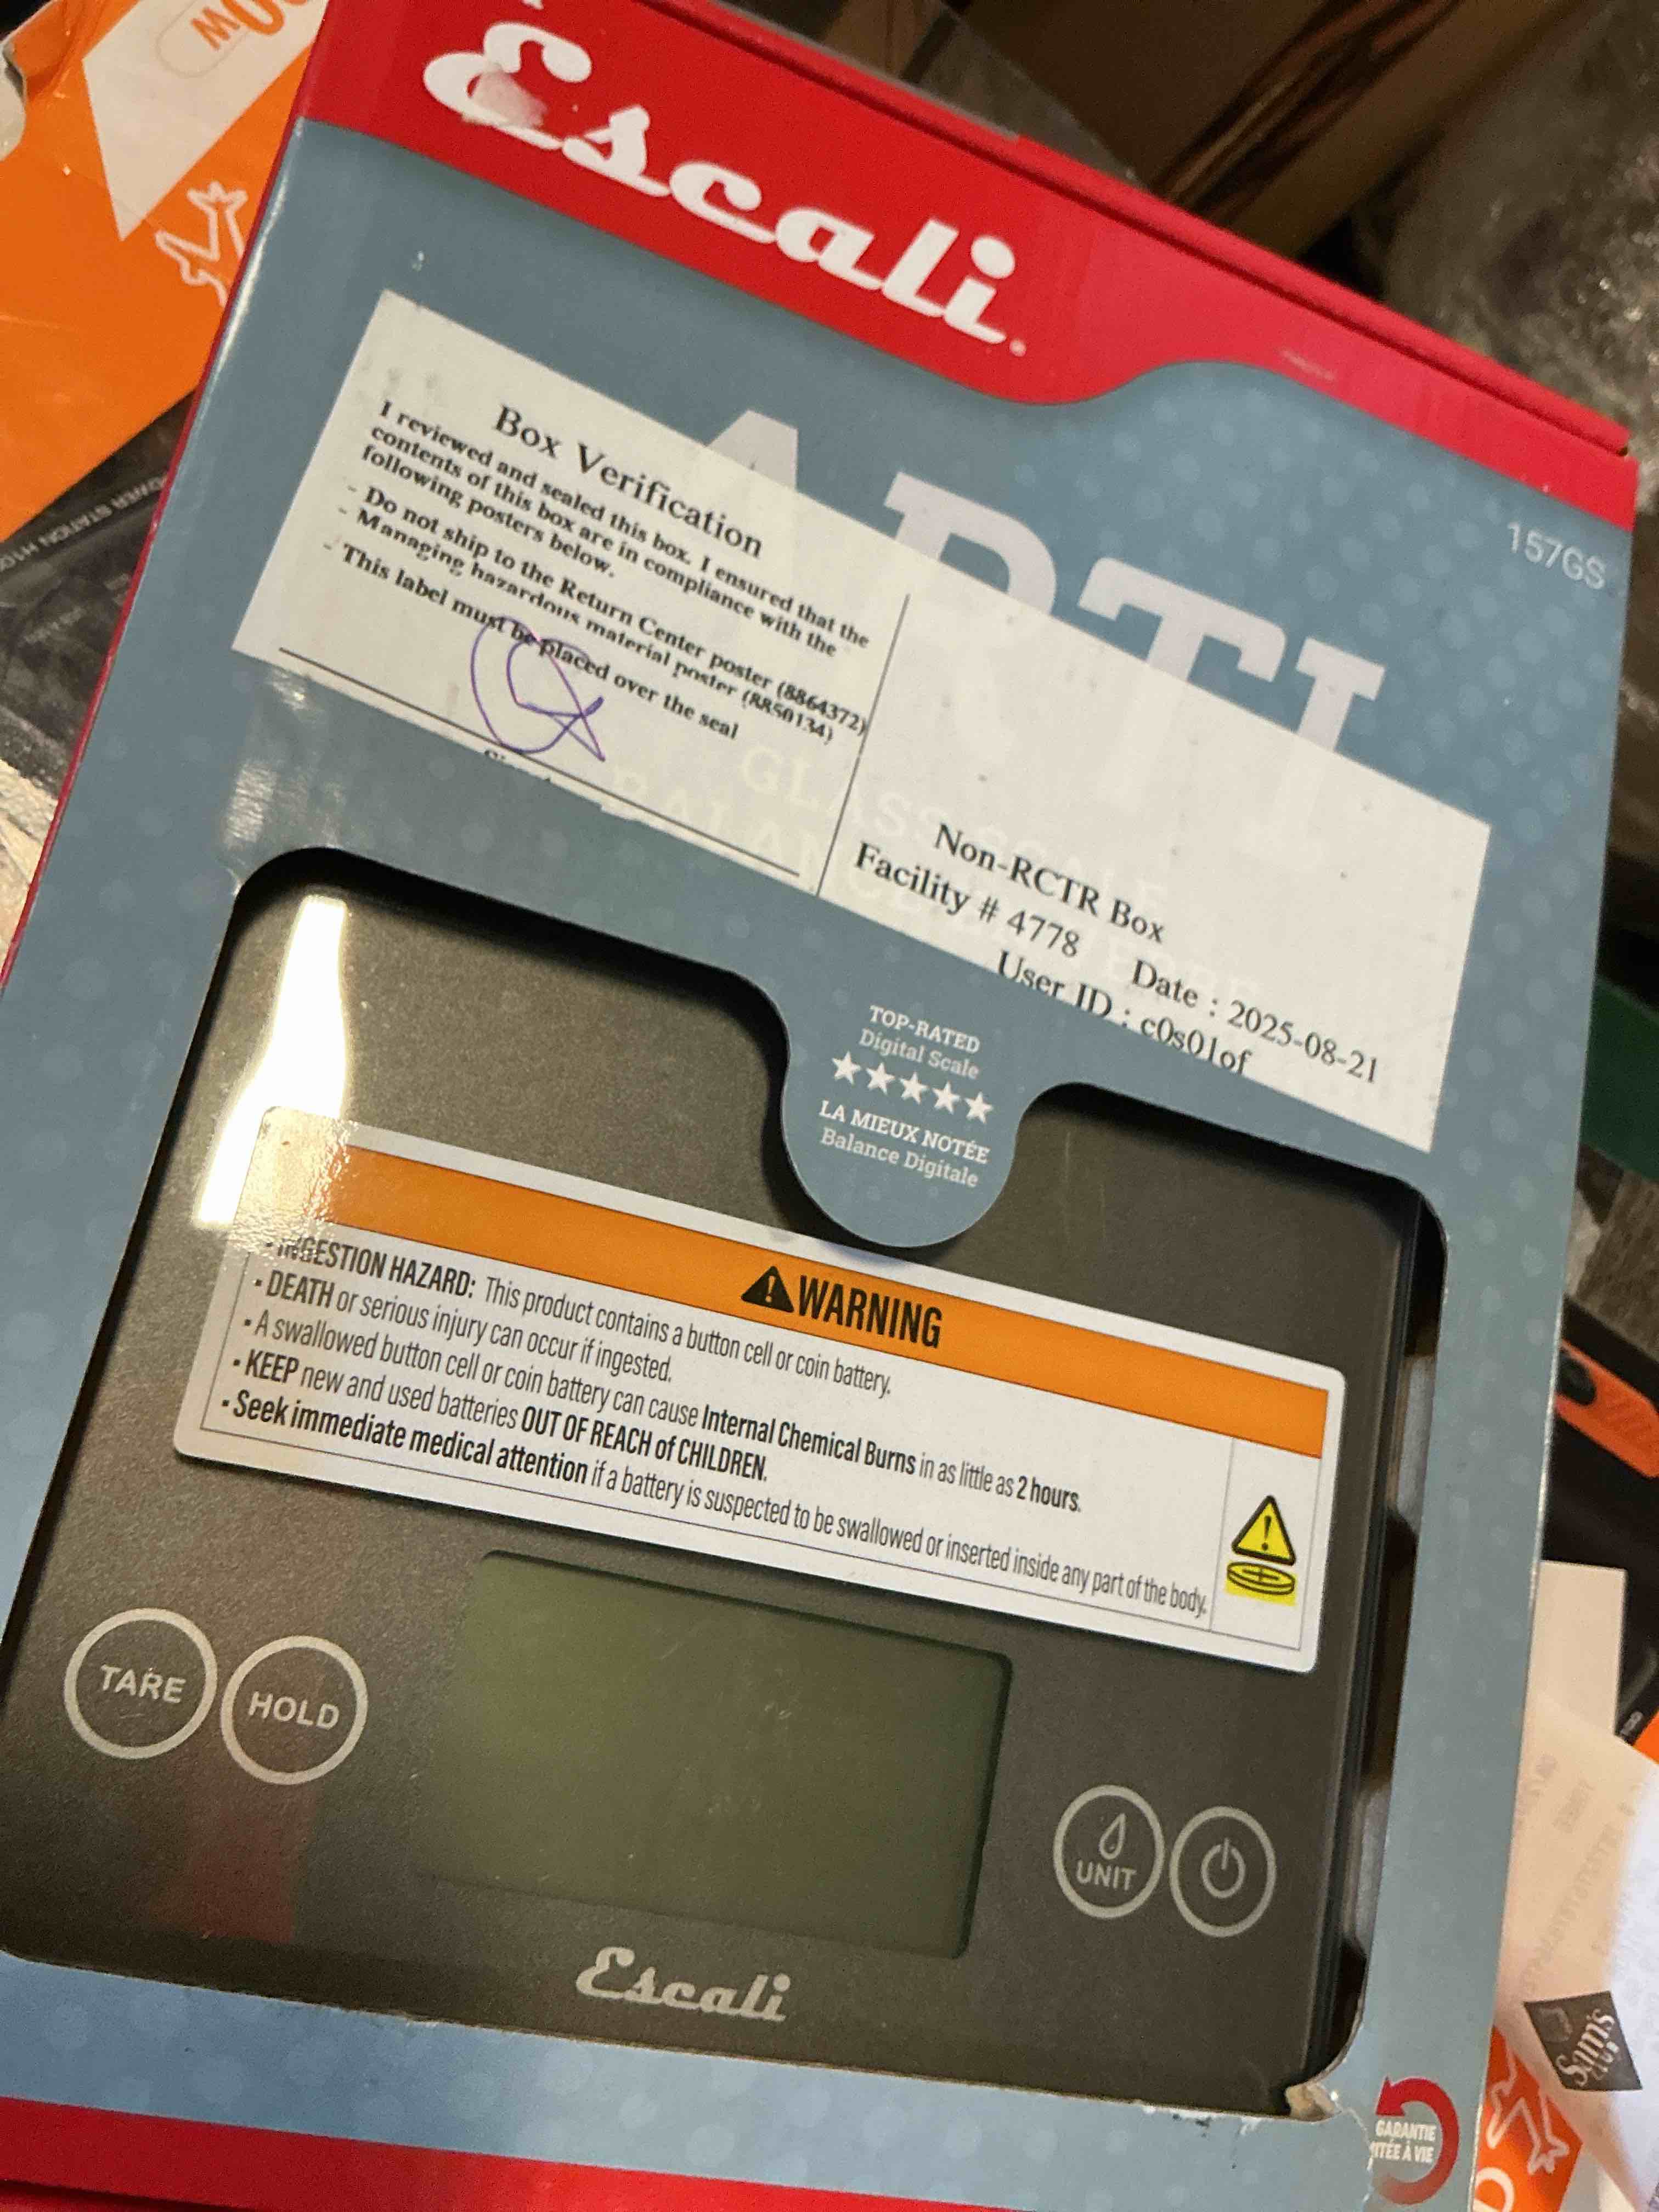 Escali
157GS
ARTI
GLASS SCALE
Box Verification
I reviewed and sealed this box. I ensured that the
contents of this box are in compliance with the
following posters below.
- Do not ship to the Return Center poster (8864372)
- Managing hazardous material poster (8850134)
- This label must be placed over the seal
Non-RCTR Box
Facility # 4778 Date : 2025-08-21
User ID : c0s01of
TOP-RATED
Digital Scale
LA MIEUX NOTÉE
Balance Digitale
WARNING
• INGESTION HAZARD: This product contains a button cell or coin battery.
• DEATH or serious injury can occur if ingested.
• A swallowed button cell or coin battery can cause Internal Chemical Burns in as little as 2 hours.
• KEEP new and used batteries OUT OF REACH of CHILDREN.
• Seek immediate medical attention if a battery is suspected to be swallowed or inserted inside any part of the body.
TARE
HOLD
UNIT
Escali
GARANTIE
Sam's